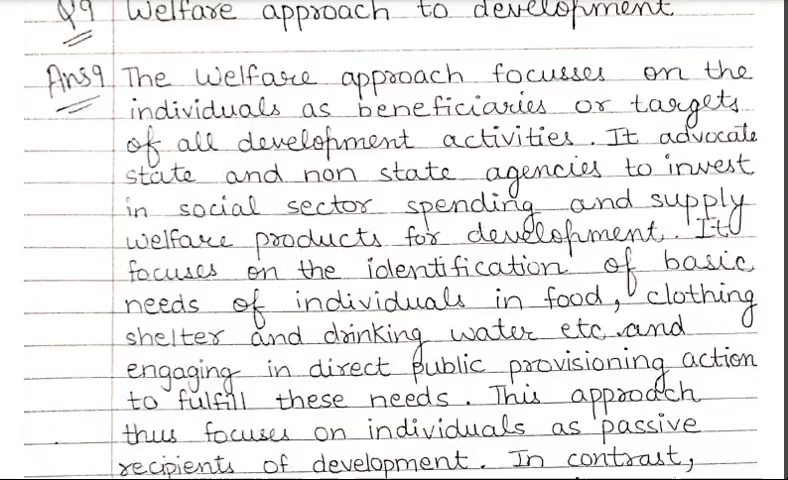 Q9 Welfare approach to development
Ans9 The Welfare approach focusses on the
individuals as beneficiaries or targets
of all development activities. It advocate
state and non state agencies to invest
in social sector spending and supply
welfare products for development. It
focuses on the identification of basic
needs of individuals in food, clothing
shelter and drinking water etc. and
engaging in direct public provisioning action
to fulfill these needs. This approach
thus focuses on individuals as passive
recipients of development. In contrast,